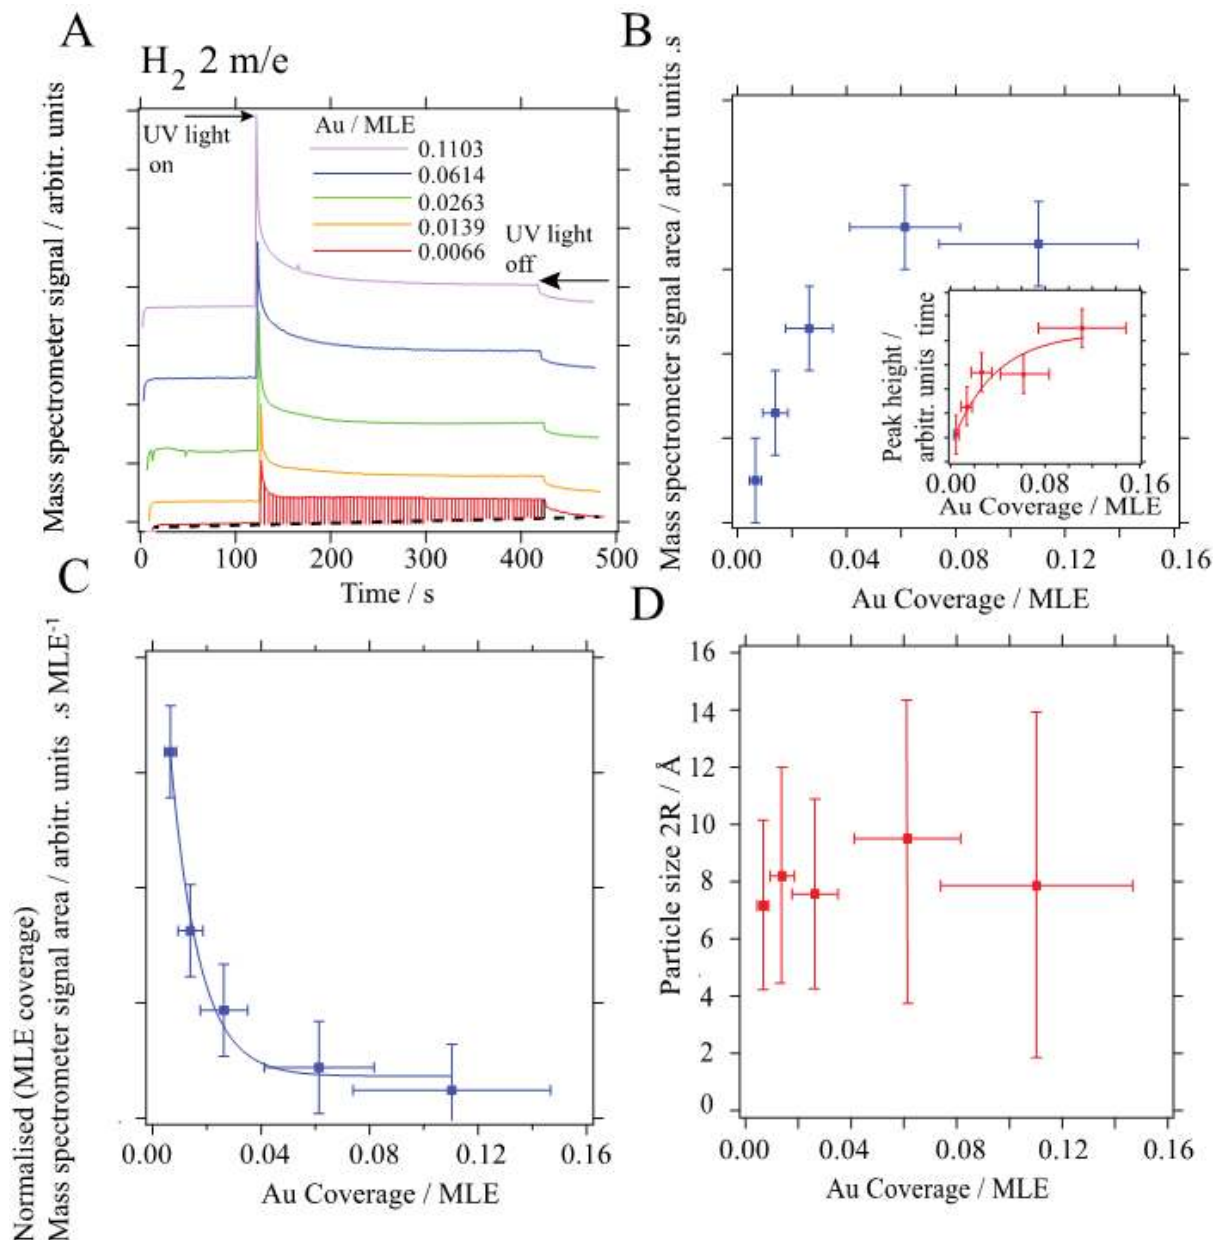 A
H2 2 m/e
Mass spectrometer signal / arbitr. units
UV light
on
Au / MLE
0.1103
0.0614
0.0263
0.0139
0.0066
UV light
off
0
100
200
300
400
500
Time / s
B
Mass spectrometer signal area / arbitri units .s
Peak height /
arbitr. units time
0.00
0.08
0.16
Au Coverage / MLE
0.00
0.04
0.08
0.12
0.16
Au Coverage / MLE
C
Normalised (MLE coverage)
Mass spectrometer signal area / arbitr. units .s MLE-1
0.00
0.04
0.08
0.12
0.16
Au Coverage / MLE
D
Particle size 2R / Å
16
14
12
10
8
6
4
2
0
0.00
0.04
0.08
0.12
0.16
Au Coverage / MLE